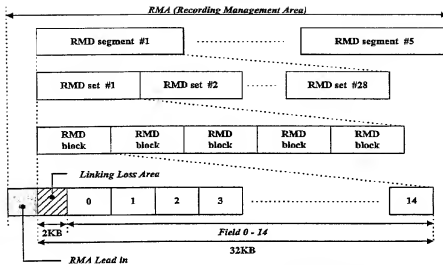 RMA (Recording Management Area)
RMD segment #1 RMD segment #5
RMD set #1 RMD set #2 RMD set #28
RMD block RMD block RMD block RMD block RMD block
Linking Loss Area
0 1 2 3 14
2KB Field 0 - 14
32KB
RMA Lead in